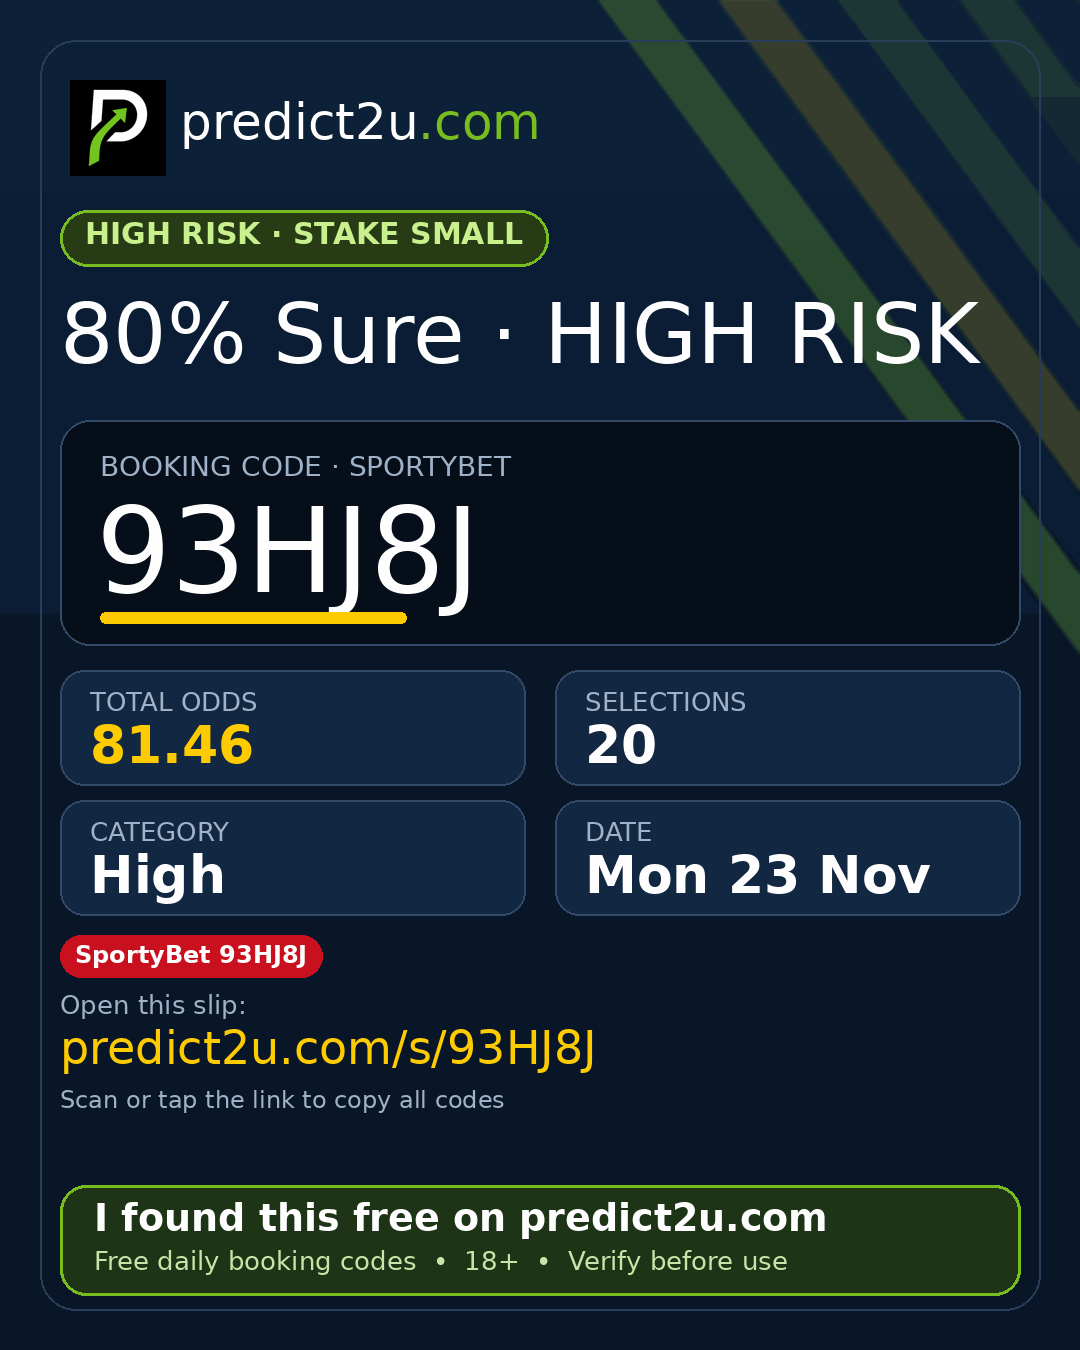 predict2u.com
HIGH RISK · STAKE SMALL
80% Sure · HIGH RISK
BOOKING CODE · SPORTYBET
93HJ8J
TOTAL ODDS
81.46
SELECTIONS
20
CATEGORY
High
DATE
Mon 23 Nov
SportyBet 93HJ8J
Open this slip:
predict2u.com/s/93HJ8J
Scan or tap the link to copy all codes
I found this free on predict2u.com
Free daily booking codes • 18+ • Verify before use